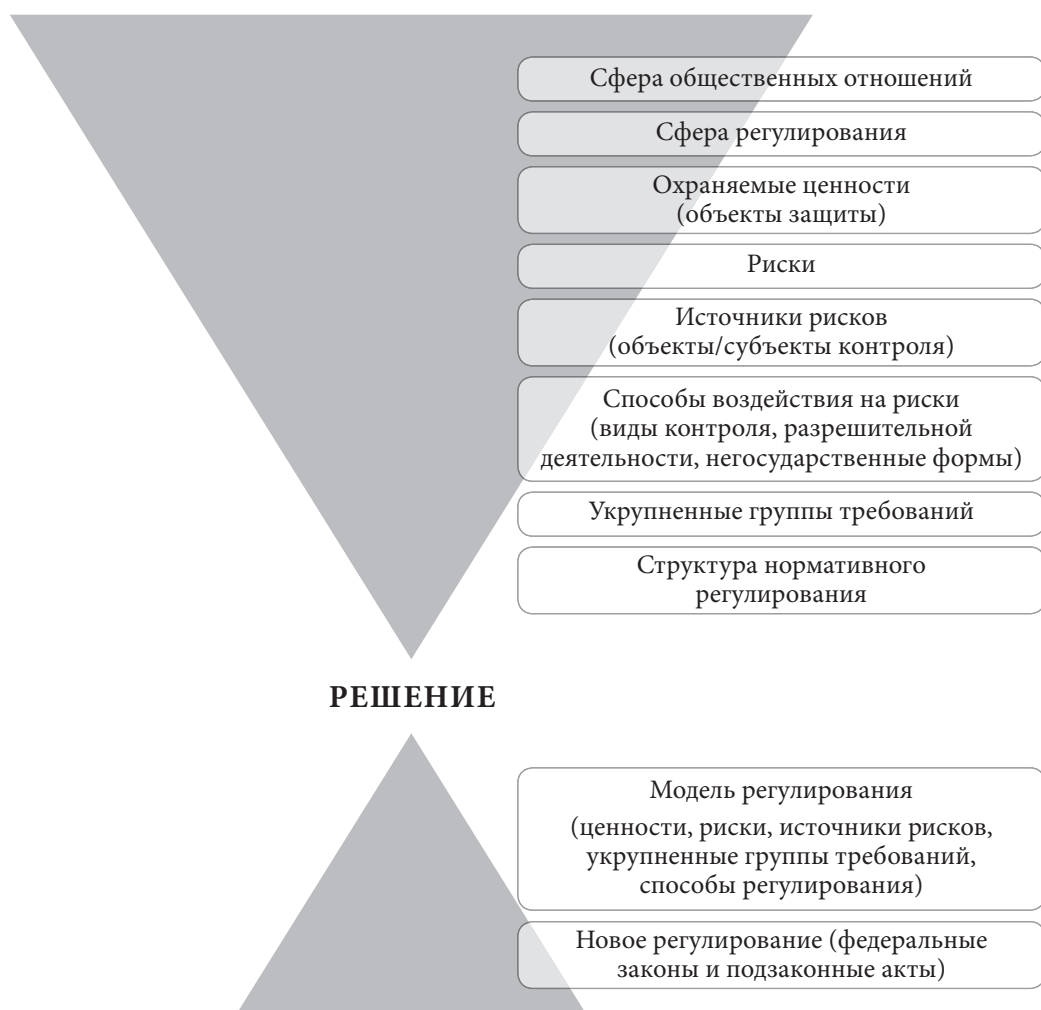 Сфера общественных отношений
Сфера регулирования
Охраняемые ценности
(объекты защиты)
Риски
Источники рисков
(объекты/субъекты контроля)
Способы воздействия на риски
(виды контроля, разрешительной
деятельности, негосударственные формы)
Укрупненные группы требований
Структура нормативного
регулирования
РЕШЕНИЕ
Модель регулирования
(ценности, риски, источники рисков,
укрупненные группы требований,
способы регулирования)
Новое регулирование (федеральные
законы и подзаконные акты)